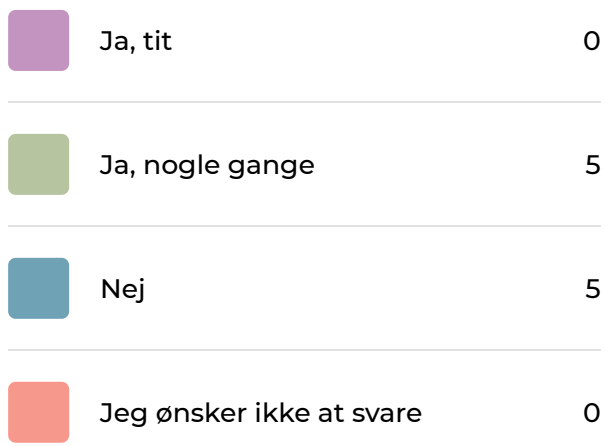 Ja, tit 0
Ja, nogle gange 5
Nej 5
Jeg ønsker ikke at svare 0